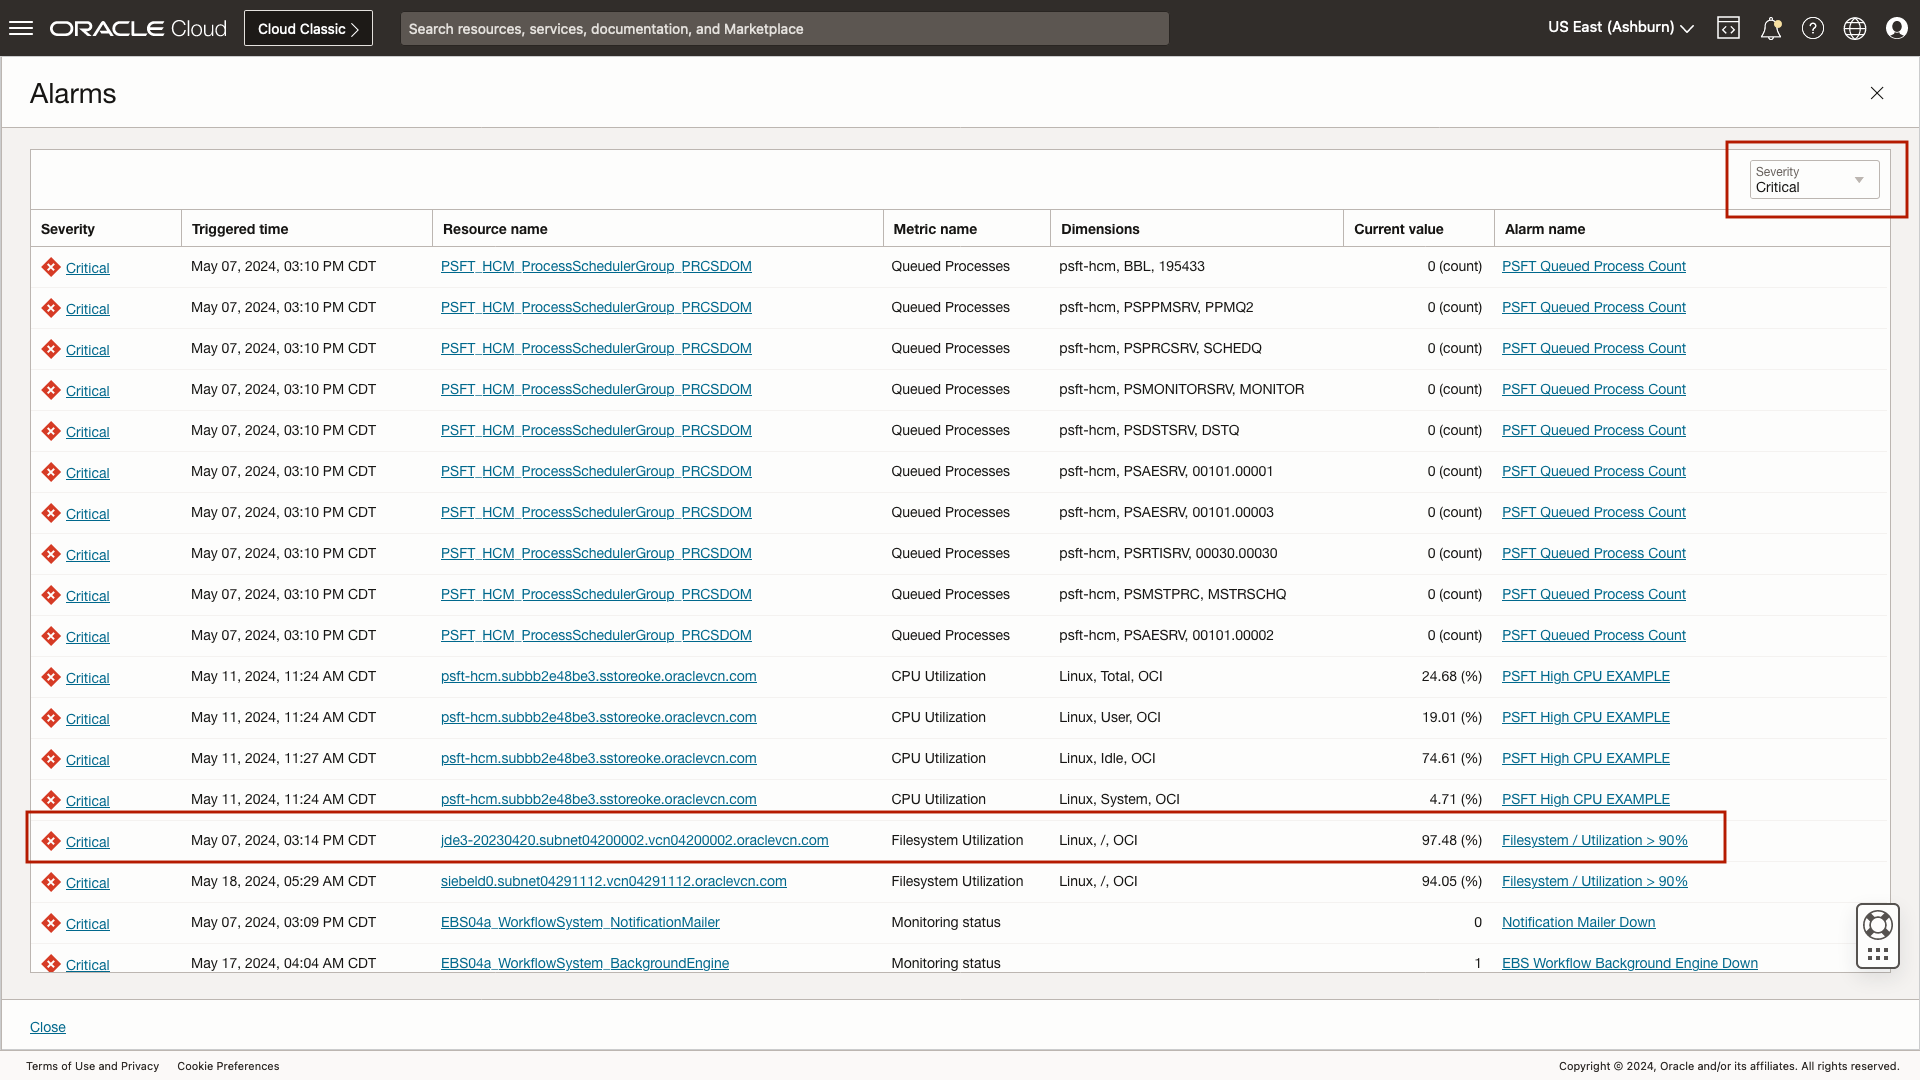 ORACLE Cloud Cloud Classic Search resources, services, documentation, and Marketplace US East (Ashburn)
Alarms
Severity
Critical
Severity Triggered time Resource name Metric name Dimensions Current value Alarm name
Critical May 07, 2024, 03:10 PM CDT PSFT_HCM_ProcessSchedulerGroup_PRCSDOM Queued Processes psft-hcm, BBL, 195433 0 (count) PSFT Queued Process Count
Critical May 07, 2024, 03:10 PM CDT PSFT_HCM_ProcessSchedulerGroup_PRCSDOM Queued Processes psft-hcm, PSPPMSRV, PPMQ2 0 (count) PSFT Queued Process Count
Critical May 07, 2024, 03:10 PM CDT PSFT_HCM_ProcessSchedulerGroup_PRCSDOM Queued Processes psft-hcm, PSPRCSRV, SCHEDQ 0 (count) PSFT Queued Process Count
Critical May 07, 2024, 03:10 PM CDT PSFT_HCM_ProcessSchedulerGroup_PRCSDOM Queued Processes psft-hcm, PSMONITORSRV, MONITOR 0 (count) PSFT Queued Process Count
Critical May 07, 2024, 03:10 PM CDT PSFT_HCM_ProcessSchedulerGroup_PRCSDOM Queued Processes psft-hcm, PSDSTSRV, DSTQ 0 (count) PSFT Queued Process Count
Critical May 07, 2024, 03:10 PM CDT PSFT_HCM_ProcessSchedulerGroup_PRCSDOM Queued Processes psft-hcm, PSAESRV, 00101.00001 0 (count) PSFT Queued Process Count
Critical May 07, 2024, 03:10 PM CDT PSFT_HCM_ProcessSchedulerGroup_PRCSDOM Queued Processes psft-hcm, PSAESRV, 00101.00003 0 (count) PSFT Queued Process Count
Critical May 07, 2024, 03:10 PM CDT PSFT_HCM_ProcessSchedulerGroup_PRCSDOM Queued Processes psft-hcm, PSRTISRV, 00030.00030 0 (count) PSFT Queued Process Count
Critical May 07, 2024, 03:10 PM CDT PSFT_HCM_ProcessSchedulerGroup_PRCSDOM Queued Processes psft-hcm, PSMSTPRC, MSTRSCHQ 0 (count) PSFT Queued Process Count
Critical May 07, 2024, 03:10 PM CDT PSFT_HCM_ProcessSchedulerGroup_PRCSDOM Queued Processes psft-hcm, PSAESRV, 00101.00002 0 (count) PSFT Queued Process Count
Critical May 11, 2024, 11:24 AM CDT psft-hcm.subbb2e48be3.sstoreoke.oraclevcn.com CPU Utilization Linux, Total, OCI 24.68 (%) PSFT High CPU EXAMPLE
Critical May 11, 2024, 11:24 AM CDT psft-hcm.subbb2e48be3.sstoreoke.oraclevcn.com CPU Utilization Linux, User, OCI 19.01 (%) PSFT High CPU EXAMPLE
Critical May 11, 2024, 11:27 AM CDT psft-hcm.subbb2e48be3.sstoreoke.oraclevcn.com CPU Utilization Linux, Idle, OCI 74.61 (%) PSFT High CPU EXAMPLE
Critical May 11, 2024, 11:24 AM CDT psft-hcm.subbb2e48be3.sstoreoke.oraclevcn.com CPU Utilization Linux, System, OCI 4.71 (%) PSFT High CPU EXAMPLE
Critical May 07, 2024, 03:14 PM CDT jde3-20230420.subnet04200002.vcn04200002.oraclevcn.com Filesystem Utilization Linux, /, OCI 97.48 (%) Filesystem / Utilization > 90%
Critical May 18, 2024, 05:29 AM CDT siebeld0.subnet04291112.vcn04291112.oraclevcn.com Filesystem Utilization Linux, /, OCI 94.05 (%) Filesystem / Utilization > 90%
Critical May 07, 2024, 03:09 PM CDT EBS04a_WorkflowSystem_NotificationMailer Monitoring status 0 Notification Mailer Down
Critical May 17, 2024, 04:04 AM CDT EBS04a_WorkflowSystem_BackgroundEngine Monitoring status 1 EBS Workflow Background Engine Down
Close
Terms of Use and Privacy Cookie Preferences Copyright © 2024, Oracle and/or its affiliates. All rights reserved.